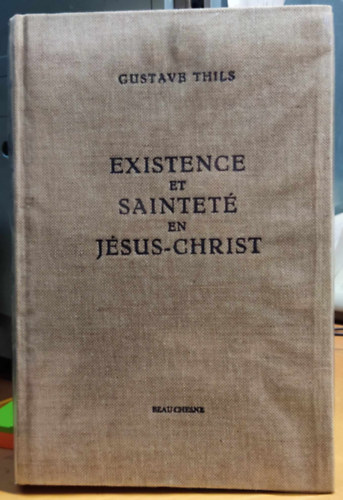 GUSTAVE THILS
EXISTENCE
ET
SAINTETÉ
EN
JÉSUS-CHRIST
BEAUCHESNE